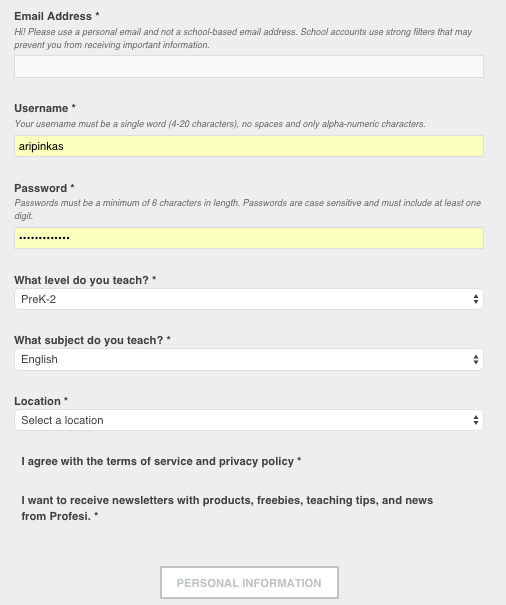 Email Address *
Hi! Please use a personal email and not a school-based email address. School accounts use strong filters that may
prevent you from receiving important information.
Username *
Your username must be a single word (4-20 characters), no spaces and only alpha-numeric characters.
aripinkas
Password *
Passwords must be a minimum of 6 characters in length. Passwords are case sensitive and must include at least one
digit.
•••••••••••••
What level do you teach? *
PreK-2
What subject do you teach? *
English
Location *
Select a location
I agree with the terms of service and privacy policy *
I want to receive newsletters with products, freebies, teaching tips, and news
from Profesi. *
PERSONAL INFORMATION